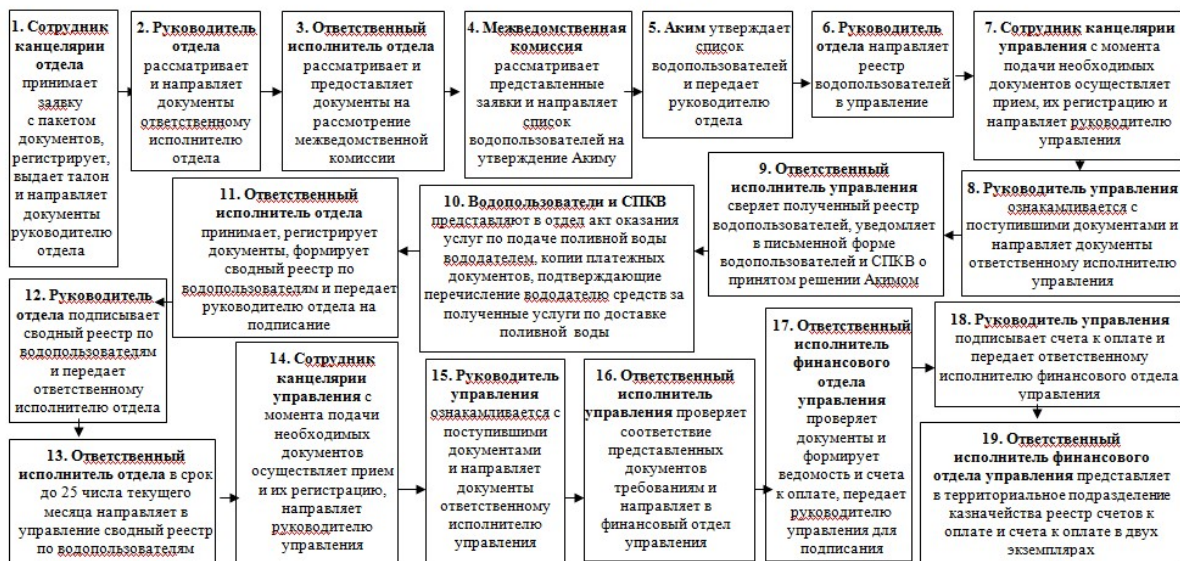 1. Сотрудник
канцелярии
отдела
принимает
заявку
с пакетом
документов,
регистрирует,
выдает талон
и направляет
документы
руководителю
отдела
2. Руководитель
отдела
рассматривает
и направляет
документы
ответственному
исполнителю
отдела
3. Ответственный
исполнитель отдела
рассматривает и
предоставляет
документы на
рассмотрение
межведомственной
комиссии
4. Межведомственная
комиссия
рассматривает
представленные
заявки и направляет
список
водопользователей на
утверждение Акиму
5. Аким утверждает
список
водопользователей
и передает
руководителю
отдела
6. Руководитель
отдела направляет
реестр
водопользователей
в управление
7. Сотрудник канцелярии
управления с момента
подачи необходимых
документов осуществляет
прием, их регистрацию и
направляет руководителю
управления
8. Руководитель управления
ознакамливается с
поступившими документами и
направляет документы
ответственному исполнителю
управления
9. Ответственный
исполнитель управления
сверяет полученный реестр
водопользователей, уведомляет
в письменной форме
водопользователей и СПКВ о
принятом решении Акимом
10. Водопользователи и СПКВ
представляют в отдел акт оказания
услуг по подаче поливной воды
вододателем, копии платежных
документов, подтверждающие
перечисление вододателю средств за
полученные услуги по доставке
поливной воды
11. Ответственный
исполнитель отдела
принимает, регистрирует
документы, формирует
сводный реестр по
водопользователям и передает
руководителю отдела на
подписание
12. Руководитель
отдела подписывает
сводный реестр по
водопользователям
и передает
ответственному
исполнителю отдела
13. Ответственный
исполнитель отдела в срок
до 25 числа текущего
месяца направляет в
управление сводный реестр
по водопользователям
14. Сотрудник
канцелярии
управления с
момента подачи
необходимых
документов
осуществляет прием
и их регистрацию,
направляет
руководителю
управления
15. Руководитель
управления
ознакамливается с
поступившими
документами
и направляет
документы
ответственному
исполнителю
управления
16. Ответственный
исполнитель
управления проверяет
соответствие
представленных
документов
требованиям и
направляет в
финансовый отдел
управления
17. Ответственный
исполнитель
финансового
отдела
управления
проверяет
документы и
формирует
ведомость и счета
к оплате, передает
руководителю
управления для
подписания
18. Руководитель управления
подписывает счета к оплате и
передает ответственному
исполнителю финансового отдела
управления
19. Ответственный
исполнитель финансового
отдела управления представляет
в территориальное подразделение
казначейства реестр счетов к
оплате и счета к оплате в двух
экземплярах